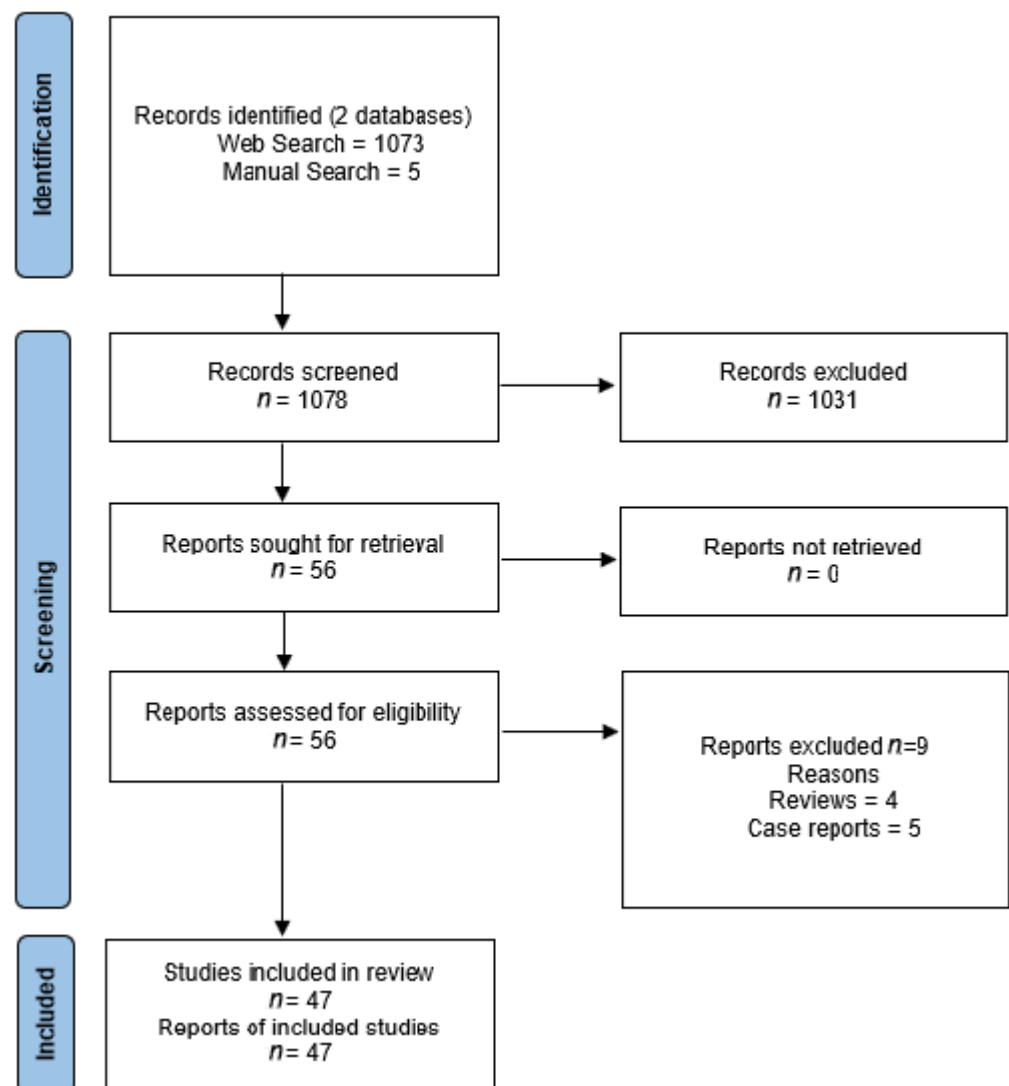 Identification
Records identified (2 databases)
Web Search = 1073
Manual Search = 5
Screening
Records screened
n = 1078
Records excluded
n = 1031
Reports sought for retrieval
n = 56
Reports not retrieved
n = 0
Reports assessed for eligibility
n = 56
Reports excluded n=9
Reasons
Reviews = 4
Case reports = 5
Included
Studies included in review
n = 47
Reports of included studies
n = 47